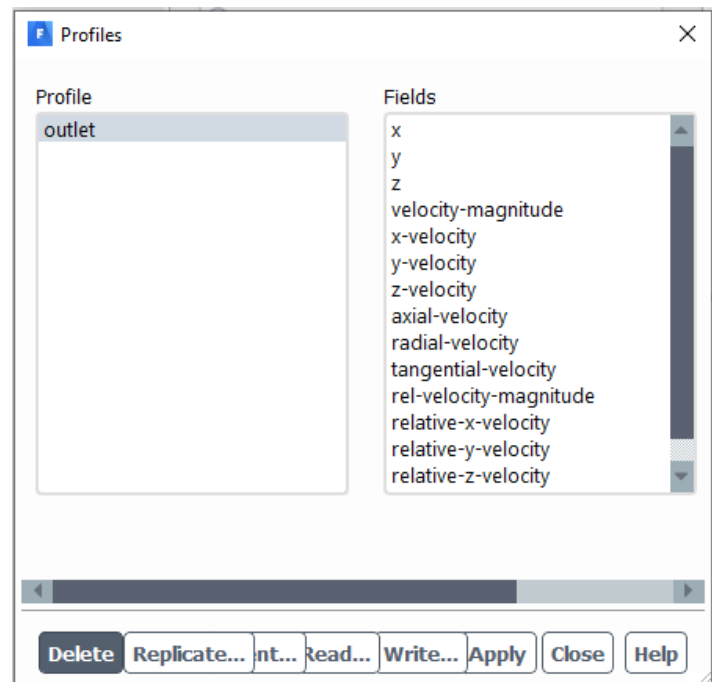 Profiles
Profile
outlet
Fields
x
y
z
velocity-magnitude
x-velocity
y-velocity
z-velocity
axial-velocity
radial-velocity
tangential-velocity
rel-velocity-magnitude
relative-x-velocity
relative-y-velocity
relative-z-velocity
Delete Replicate... Read... Write... Apply Close Help